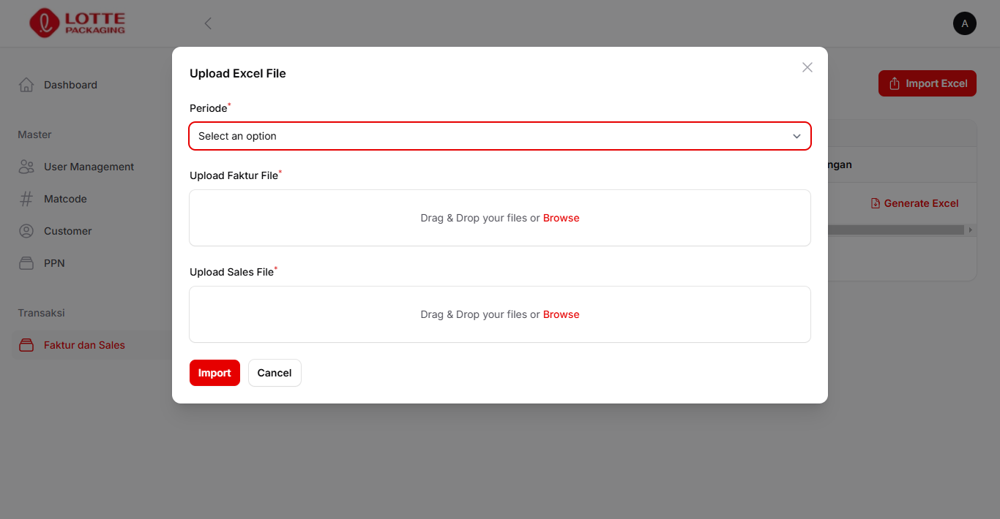 LOTTE
PACKAGING
A
Dashboard
Import Excel
Master
User Management
Matcode
Customer
PPN
Transaksi
Faktur dan Sales
ngan
Generate Excel
Upload Excel File
Periode*
Select an option
Upload Faktur File*
Drag & Drop your files or Browse
Upload Sales File*
Drag & Drop your files or Browse
Import
Cancel